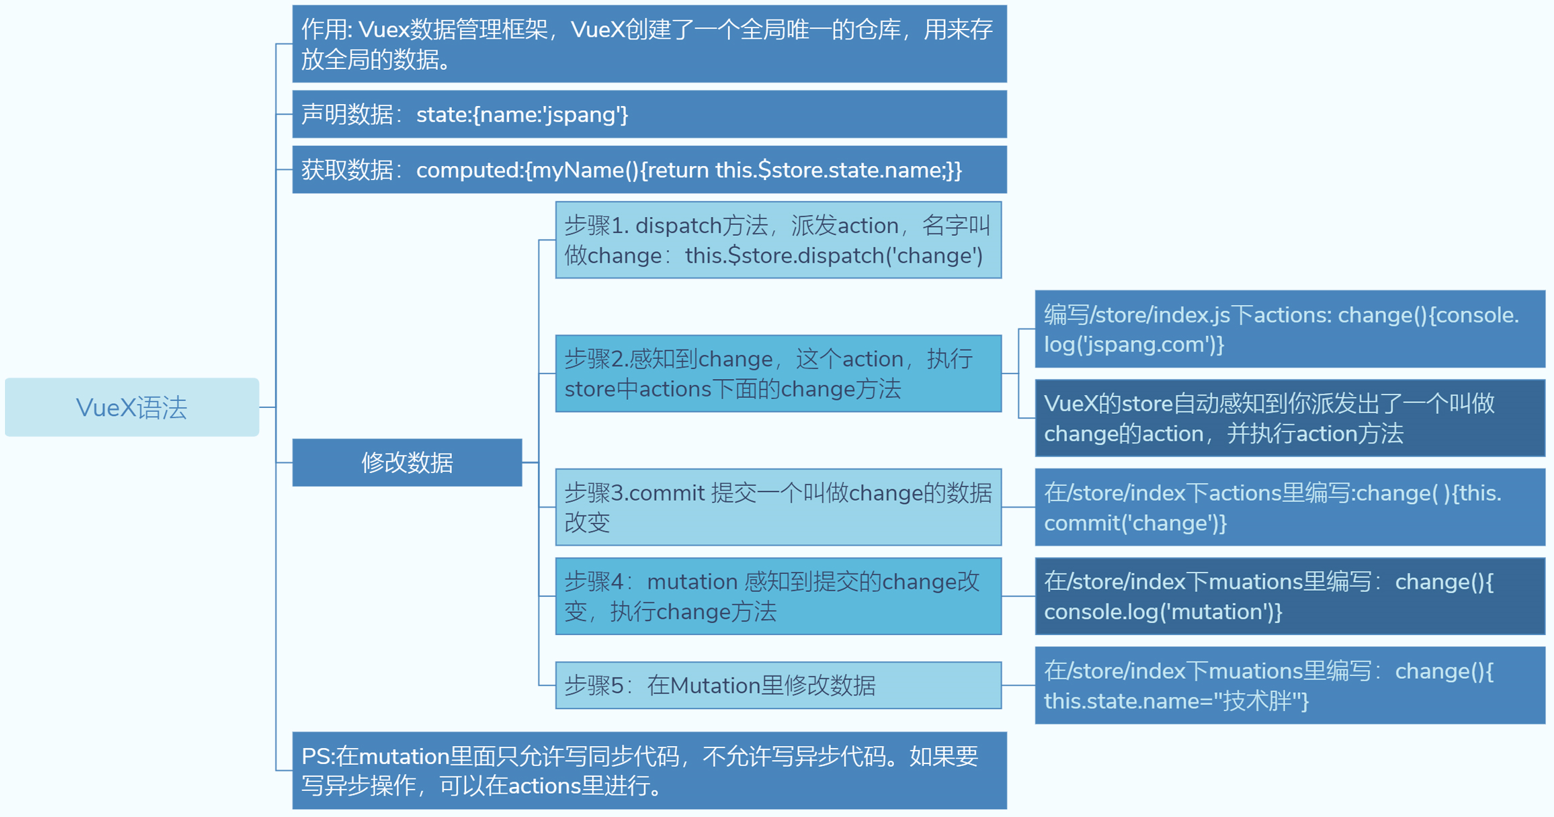 作用: Vuex数据管理框架，VueX创建了一个全局唯一的仓库，用来存
放全局的数据。
声明数据：state:{name:'jspang'}
获取数据：computed:{myName(){return this.$store.state.name;}}
步骤1. dispatch方法，派发action，名字叫
做change：this.$store.dispatch('change')
步骤2.感知到change，这个action，执行
store中actions下面的change方法
编写/store/index.js下actions: change(){console.
log('jspang.com')}
VueX的store自动感知到你派发出了一个叫做
change的action，并执行action方法
VueX语法
修改数据
步骤3.commit 提交一个叫做change的数据
改变
在/store/index下actions里编写:change( ){this.
commit('change')}
步骤4：mutation 感知到提交的change改
变，执行change方法
在/store/index下muations里编写：change(){
console.log('mutation')}
步骤5：在Mutation里修改数据
在/store/index下muations里编写：change(){
this.state.name="技术胖"}
PS:在mutation里面只允许写同步代码，不允许写异步代码。如果要
写异步操作，可以在actions里进行。